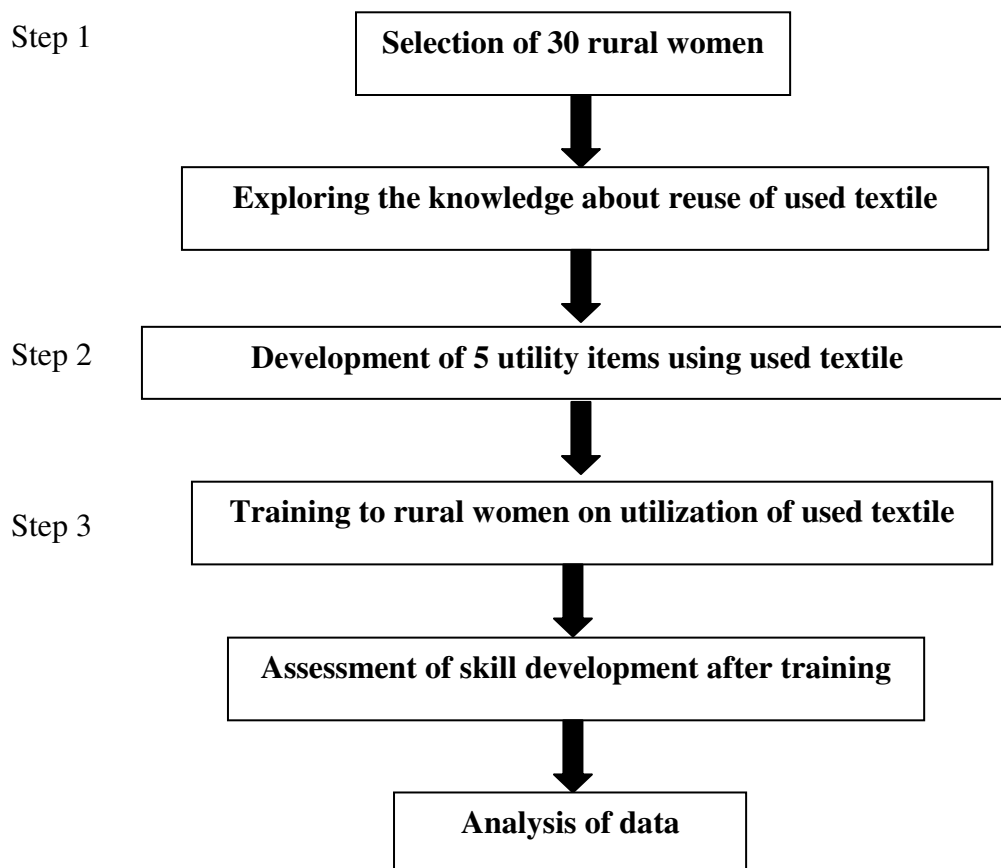 Step 1
Selection of 30 rural women
Exploring the knowledge about reuse of used textile
Step 2
Development of 5 utility items using used textile
Step 3
Training to rural women on utilization of used textile
Assessment of skill development after training
Analysis of data